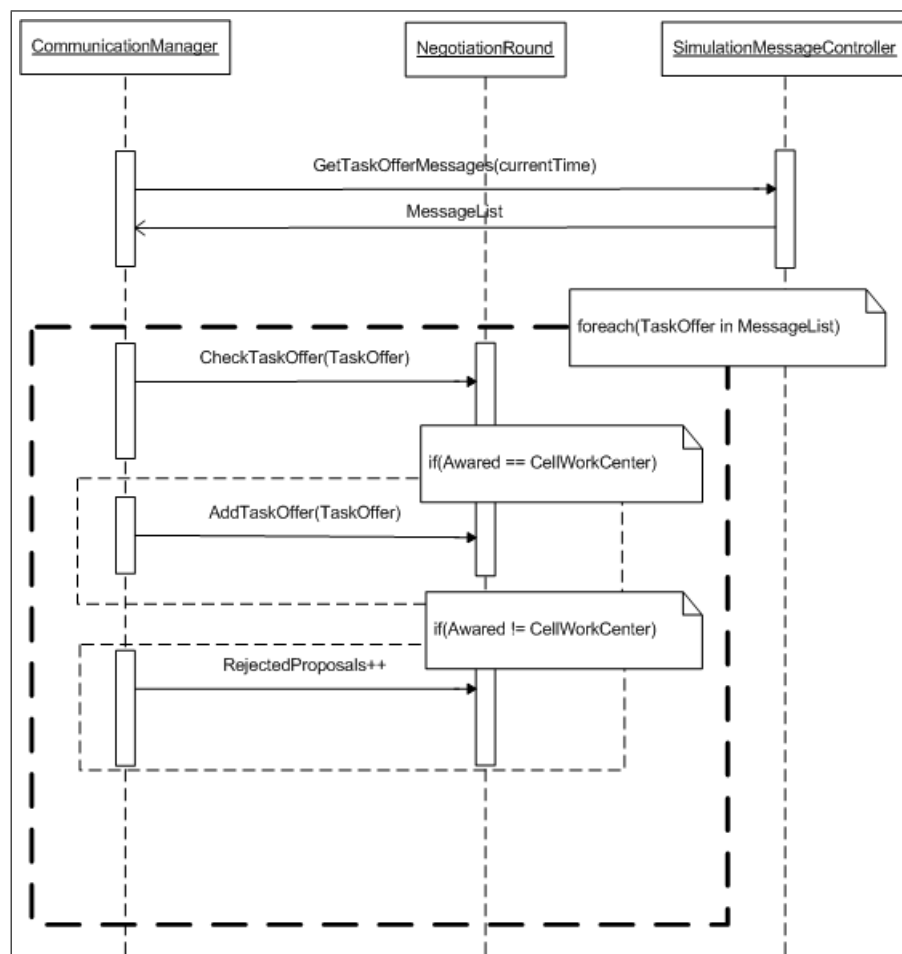 CommunicationManager
NegotiationRound
SimulationMessageController
GetTaskOfferMessages(currentTime)
MessageList
foreach(TaskOffer in MessageList)
CheckTaskOffer(TaskOffer)
if(Awared == CellWorkCenter)
AddTaskOffer(TaskOffer)
if(Awared != CellWorkCenter)
RejectedProposals++